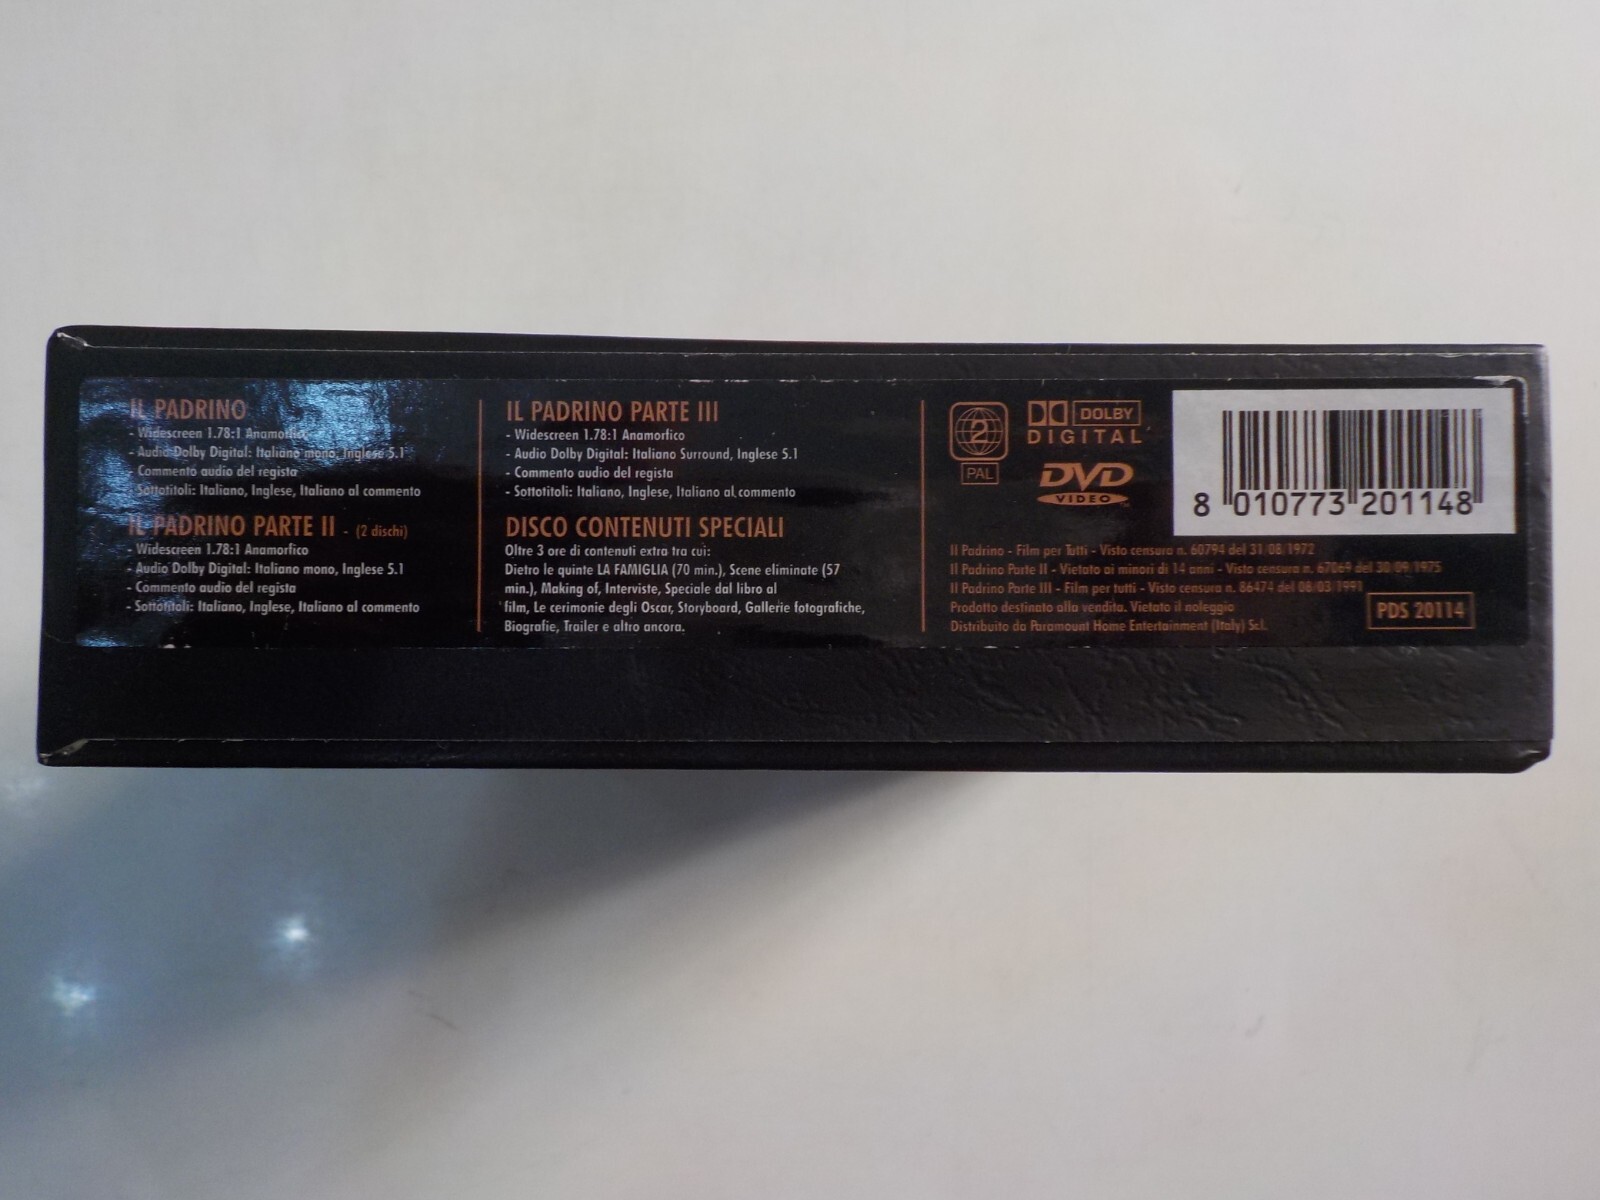 IL PADRINO
- Widescreen 1.78:1 Anamorfico
- Audio Dolby Digital: Italiano mono, Inglese 5.1
Commento audio del regista
- Sottotitoli: Italiano, Inglese, Italiano al commento
IL PADRINO PARTE II - (2 dischi)
- Widescreen 1.78:1 Anamorfico
- Audio Dolby Digital: Italiano mono, Inglese 5.1
- Commento audio del regista
- Sottotitoli: Italiano, Inglese, Italiano al commento
IL PADRINO PARTE III
- Widescreen 1.78:1 Anamorfico
- Audio Dolby Digital: Italiano Surround, Inglese 5.1
- Commento audio del regista
- Sottotitoli: Italiano, Inglese, Italiano al commento
DISCO CONTENUTI SPECIALI
Oltre 3 ore di contenuti extra tra cui:
Dietro le quinte LA FAMIGLIA (70 min.), Scene eliminate (57
min.), Making of, Interviste, Speciale dal libro al
film, Le cerimonie degli Oscar, Storyboard, Gallerie fotografiche,
Biografie, Trailer e altro ancora.
2
PAL
DOLBY
DIGITAL
DVD
VIDEO
8 010773 201148
Il Padrino - Film per Tutti - Visto censura n. 60794 del 31/08/1972
Il Padrino Parte II - Vietato ai minori di 14 anni - Visto censura n. 67069 del 30/09/1975
Il Padrino Parte III - Film per tutti - Visto censura n. 86474 del 08/03/1991
Prodotto destinato alla vendita. Vietato il noleggio
Distribuito da Paramount Home Entertainment (Italy) S.r.l.
PDS 20114